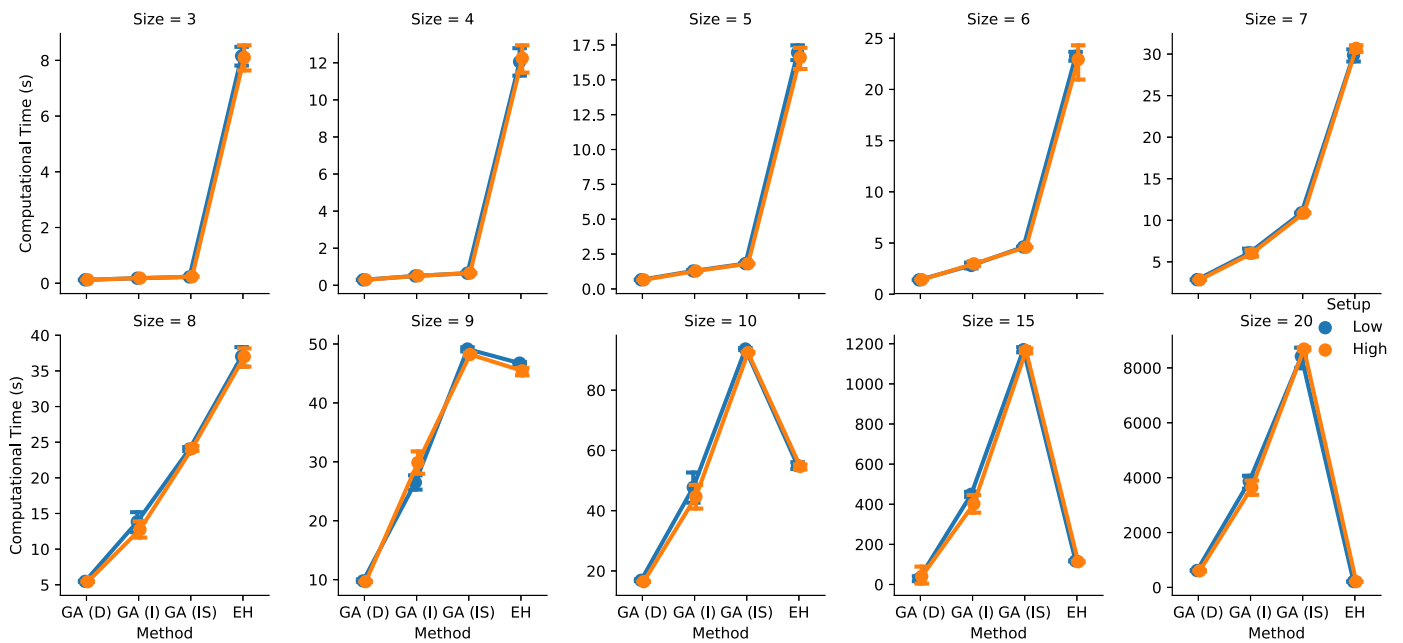 Size = 3
Size = 4
Size = 5
Size = 6
Size = 7
Computational Time (s)
8
6
4
2
0
12
10
8
6
4
2
0
17.5
15.0
12.5
10.0
7.5
5.0
2.5
0.0
25
20
15
10
5
0
30
25
20
15
10
5
Setup
Low
High
Size = 8
Size = 9
Size = 10
Size = 15
Size = 20
Computational Time (s)
40
35
30
25
20
15
10
5
50
40
30
20
10
80
60
40
20
1200
1000
800
600
400
200
0
8000
6000
4000
2000
0
GA (D) GA (I) GA (IS) EH
GA (D) GA (I) GA (IS) EH
GA (D) GA (I) GA (IS) EH
GA (D) GA (I) GA (IS) EH
GA (D) GA (I) GA (IS) EH
Method
Method
Method
Method
Method